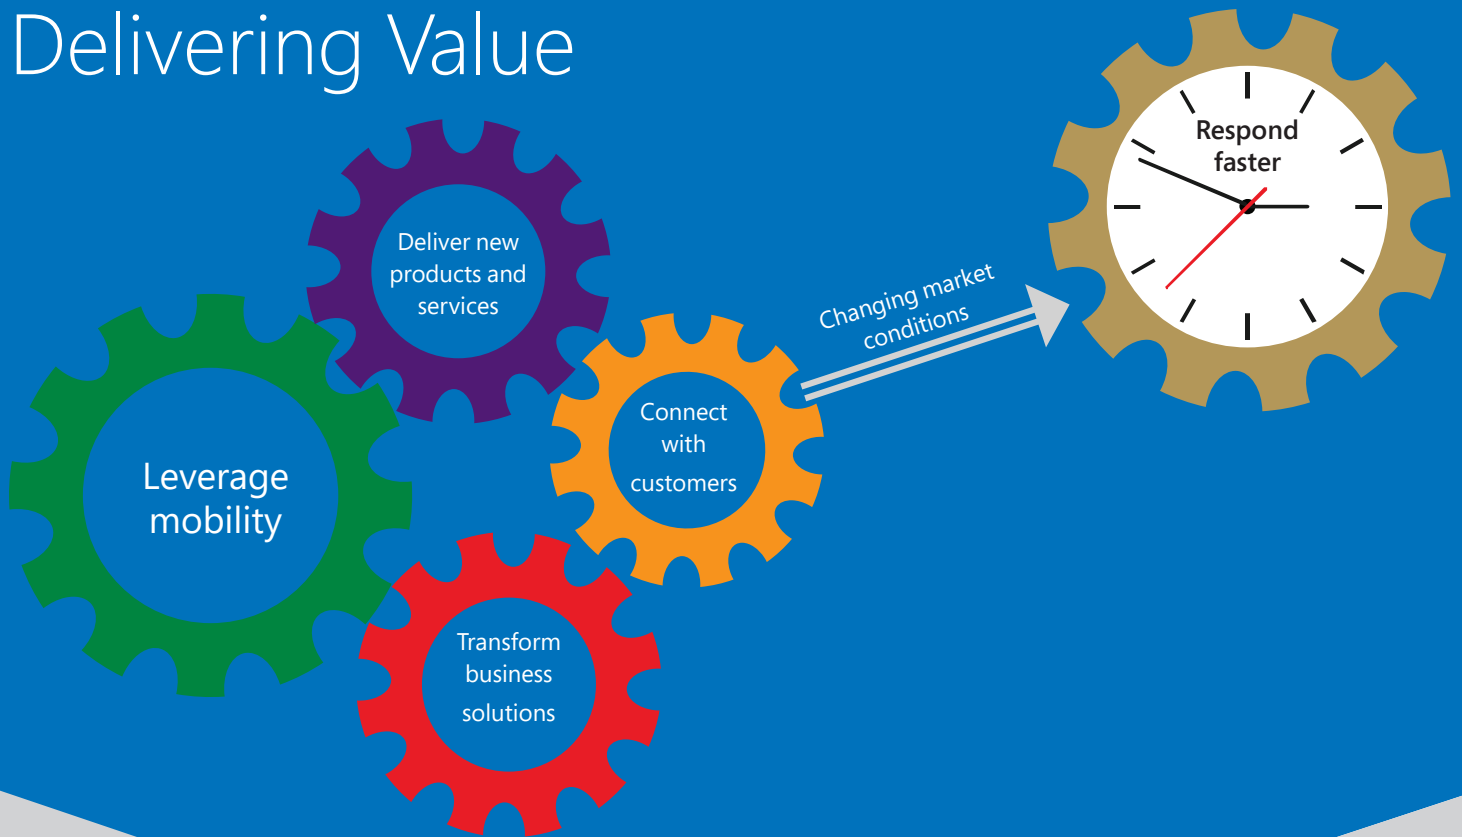 Delivering Value
Respond
faster
Deliver new
products and
services
Changing market
conditions
Connect
with
customers
Leverage
mobility
Transform
business
solutions